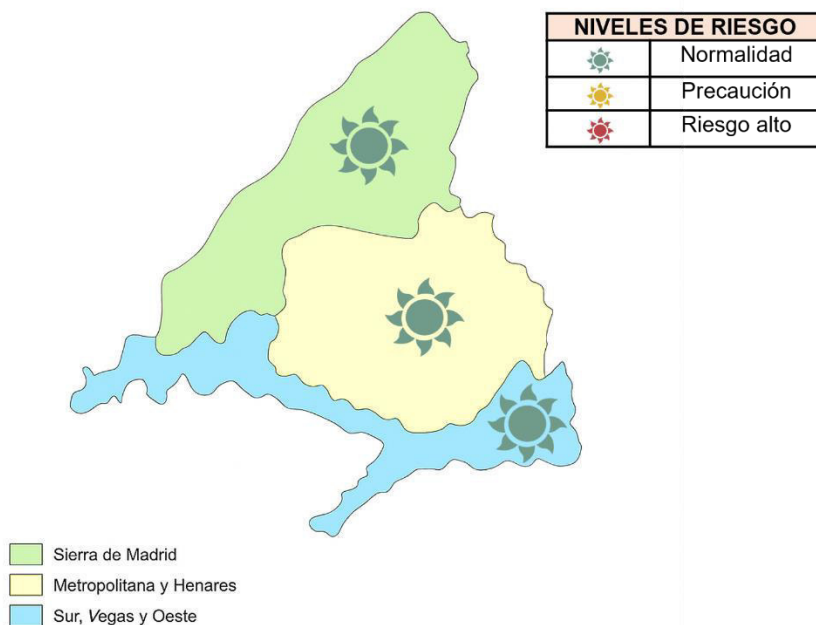 NIVELES DE RIESGO
Normalidad
Precaución
Riesgo alto
Sierra de Madrid
Metropolitana y Henares
Sur, Vegas y Oeste